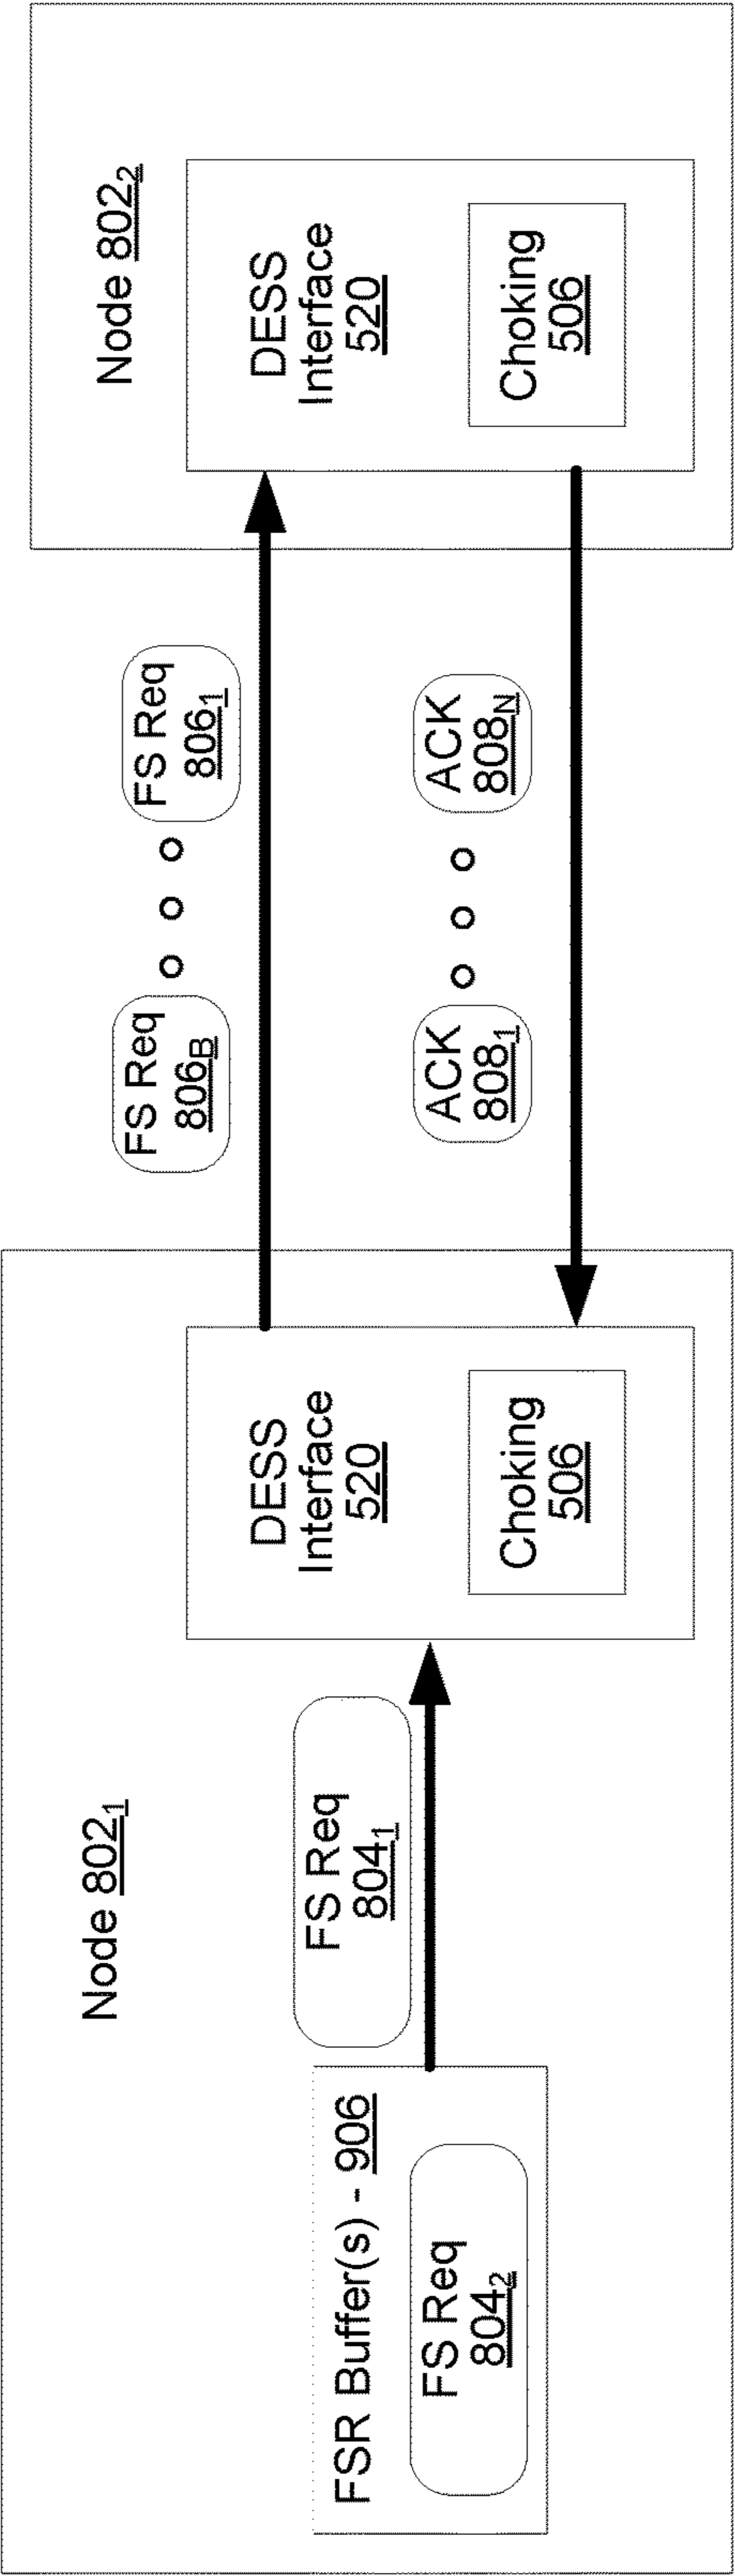 Node 802₁
FSR Buffer(s) - 906
FS Req
804₂
FS Req
804₁
DESS
Interface
520
Choking
506
FS Req
806_B
FS Req
806₁
ACK
808₁
ACK
808_N
Node 802₂
DESS
Interface
520
Choking
506